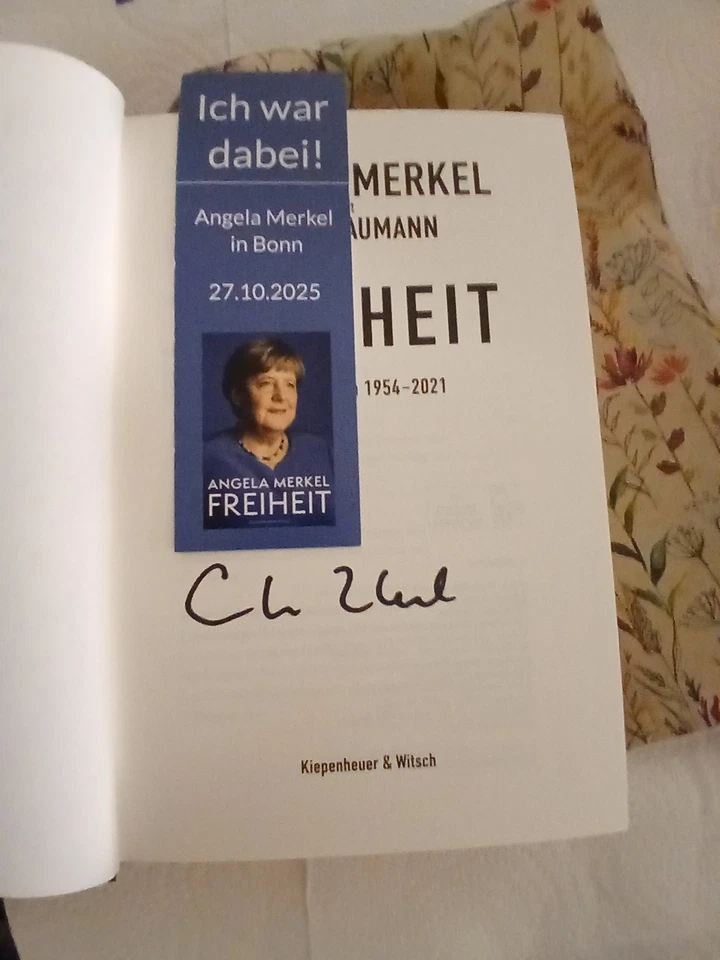 Ich war
dabei!
Angela Merkel
in Bonn
27.10.2025
ANGELA MERKEL
FREIHEIT
MERKEL
AUMANN
HEIT
1954–2021
Kiepenheuer & Witsch